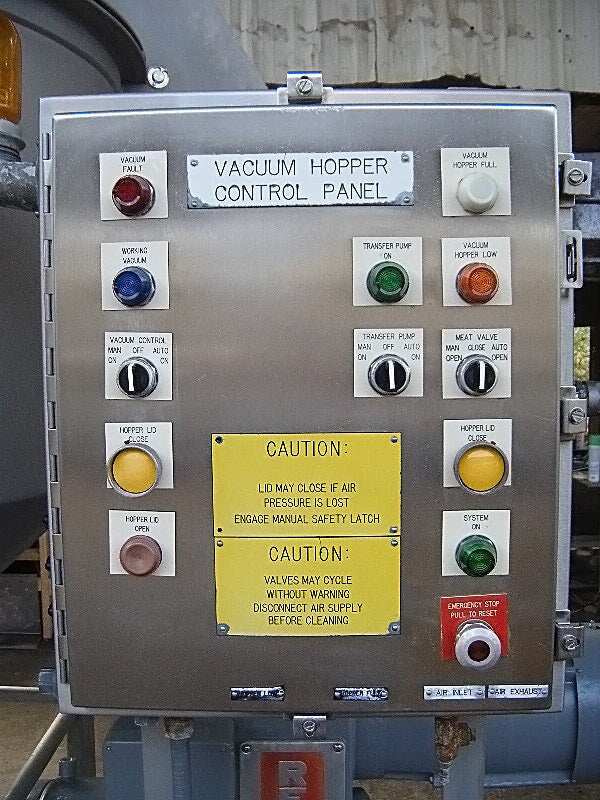 VACUUM HOPPER
CONTROL PANEL
VACUUM
FAULT
VACUUM
HOPPER FULL
WORKING
VACUUM
TRANSFER PUMP
ON
VACUUM
HOPPER LOW
VACUUM CONTROL
MAN OFF AUTO
ON ON
TRANSFER PUMP
MAN OFF AUTO
ON ON
MEAT VALVE
MAN CLOSE AUTO
OPEN OPEN
HOPPER LID
CLOSE
HOPPER LID
CLOSE
CAUTION:
LID MAY CLOSE IF AIR
PRESSURE IS LOST
ENGAGE MANUAL SAFETY LATCH
HOPPER LID
OPEN
SYSTEM
ON
CAUTION:
VALVES MAY CYCLE
WITHOUT WARNING
DISCONNECT AIR SUPPLY
BEFORE CLEANING
EMERGENCY STOP
PULL TO RESET
AIR INLET
AIR EXHAUST